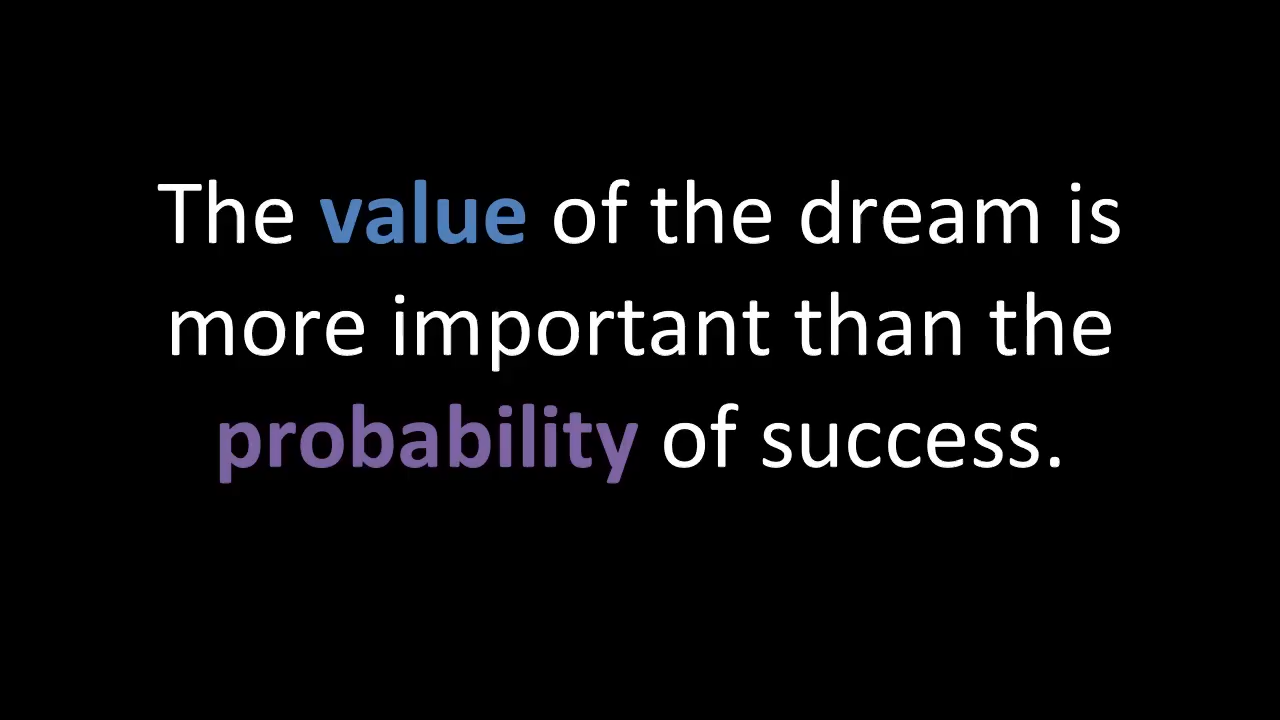 The value of the dream is
more important than the
probability of success.